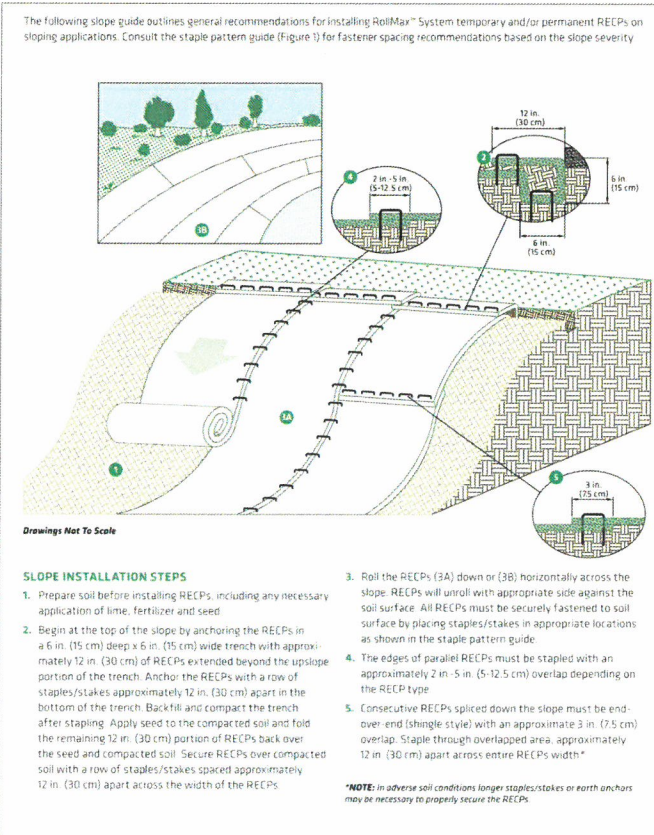 The following slope guide outlines general recommendations for installing RollMax™ System temporary and/or permanent RECPs on
sloping applications. Consult the staple pattern guide (Figure 1) for fastener spacing recommendations based on the slope severity
12 in.
(30 cm)
2
6 in.
(15 cm)
6 in.
(15 cm)
4
2 in -5 in
(5-12 5 cm)
3B
3A
1
5
3 in.
(7.5 cm)
Drawings Not To Scale
SLOPE INSTALLATION STEPS
1. Prepare soil before installing RECPs, including any necessary
application of lime, fertilizer and seed
2. Begin at the top of the slope by anchoring the RECPs in
a 6 in. (15 cm) deep x 6 in. (15 cm) wide trench with approxi-
mately 12 in. (30 cm) of RECPs extended beyond the upslope
portion of the trench. Anchor the RECPs with a row of
staples/stakes approximately 12 in. (30 cm) apart in the
bottom of the trench. Backfill and compact the trench
after stapling. Apply seed to the compacted soil and fold
the remaining 12 in. (30 cm) portion of RECPs back over
the seed and compacted soil. Secure RECPs over compacted
soil with a row of staples/stakes spaced approximately
12 in. (30 cm) apart across the width of the RECPs
3. Roll the RECPs (3A) down or (3B) horizontally across the
slope. RECPs will unroll with appropriate side against the
soil surface. All RECPs must be securely fastened to soil
surface by placing staples/stakes in appropriate locations
as shown in the staple pattern guide.
4. The edges of parallel RECPs must be stapled with an
approximately 2 in -5 in. (5-12.5 cm) overlap depending on
the RECP type
5. Consecutive RECPs spliced down the slope must be end-
over-end (shingle style) with an approximate 3 in. (7.5 cm)
overlap. Staple through overlapped area, approximately
12 in. (30 cm) apart across entire RECPs width.*
*NOTE: In adverse soil conditions longer staples/stakes or earth anchors
may be necessary to properly secure the RECPs.